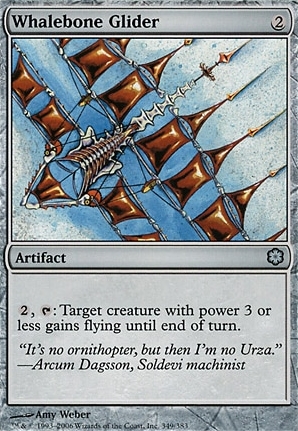 Whalebone Glider 2
Artifact
2, : Target creature with power 3 or
less gains flying until end of turn.
"It's no ornithopter, but then I'm no Urza."
—Arcum Dagsson, Soldevi machinist
Amy Weber
™ & © 1993-2006 Wizards of the Coast, Inc. 349/383